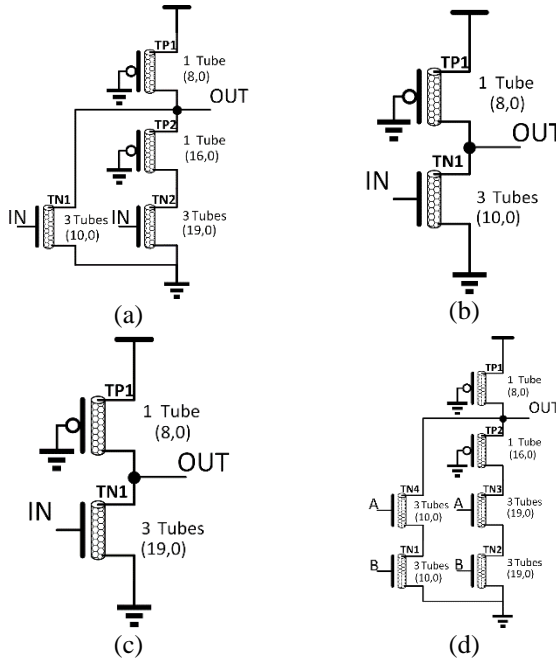 TP1
1 Tube
(8,0)
OUT
TP2
1 Tube
(16,0)
IN
TN1
3 Tubes
(10,0)
IN
TN2
3 Tubes
(19,0)
(a)
TP1
1 Tube
(8,0)
OUT
TN1
IN
3 Tubes
(10,0)
(b)
TP1
1 Tube
(8,0)
OUT
TN1
IN
3 Tubes
(19,0)
(c)
TP1
1 Tube
(8,0)
OUT
TP2
1 Tube
(16,0)
TN4
A
3 Tubes
(10,0)
TN3
A
3 Tubes
(19,0)
TN1
B
3 Tubes
(10,0)
TN2
B
3 Tubes
(19,0)
(d)